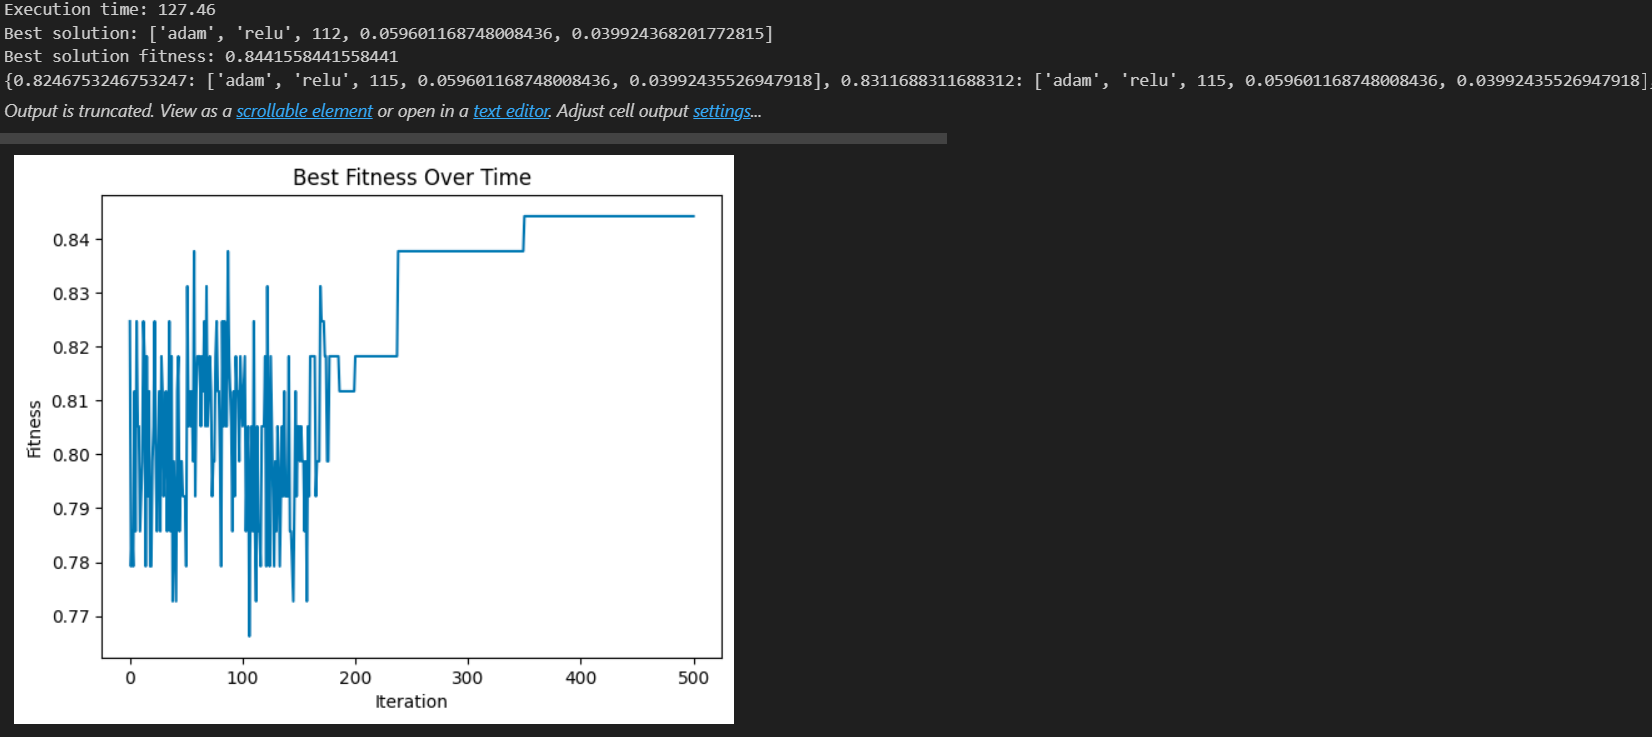 Execution time: 127.46
Best solution: ['adam', 'relu', 112, 0.059601168748008436, 0.039924368201772815]
Best solution fitness: 0.8441558441558441
{0.8246753246753247: ['adam', 'relu', 115, 0.059601168748008436, 0.03992435526947918], 0.8311688311688312: ['adam', 'relu', 115, 0.059601168748008436, 0.03992435526947918],
Output is truncated. View as a scrollable element or open in a text editor. Adjust cell output settings...
Best Fitness Over Time
0.84
0.83
0.82
0.81
0.80
0.79
0.78
0.77
Fitness
0 100 200 300 400 500
Iteration